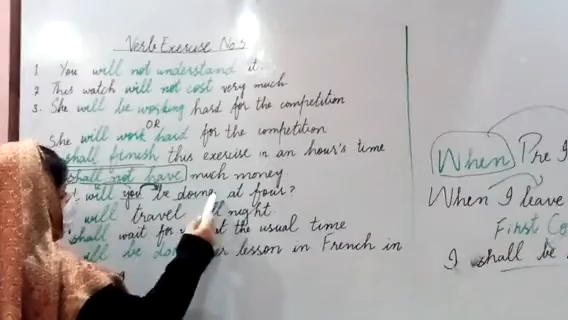 Verb Exercise No.5
1 You will not understand it.
2 This watch will not cost very much
3. She will be working hard for the competition
OR
She will work hard for the competition
shall finish this exercise in an hour's time
shall not have much money
will you be doing at four?
will travel night
shall wait for at the usual time
be lesson in French in
When Pre I
When I leave
First Co
I shall be